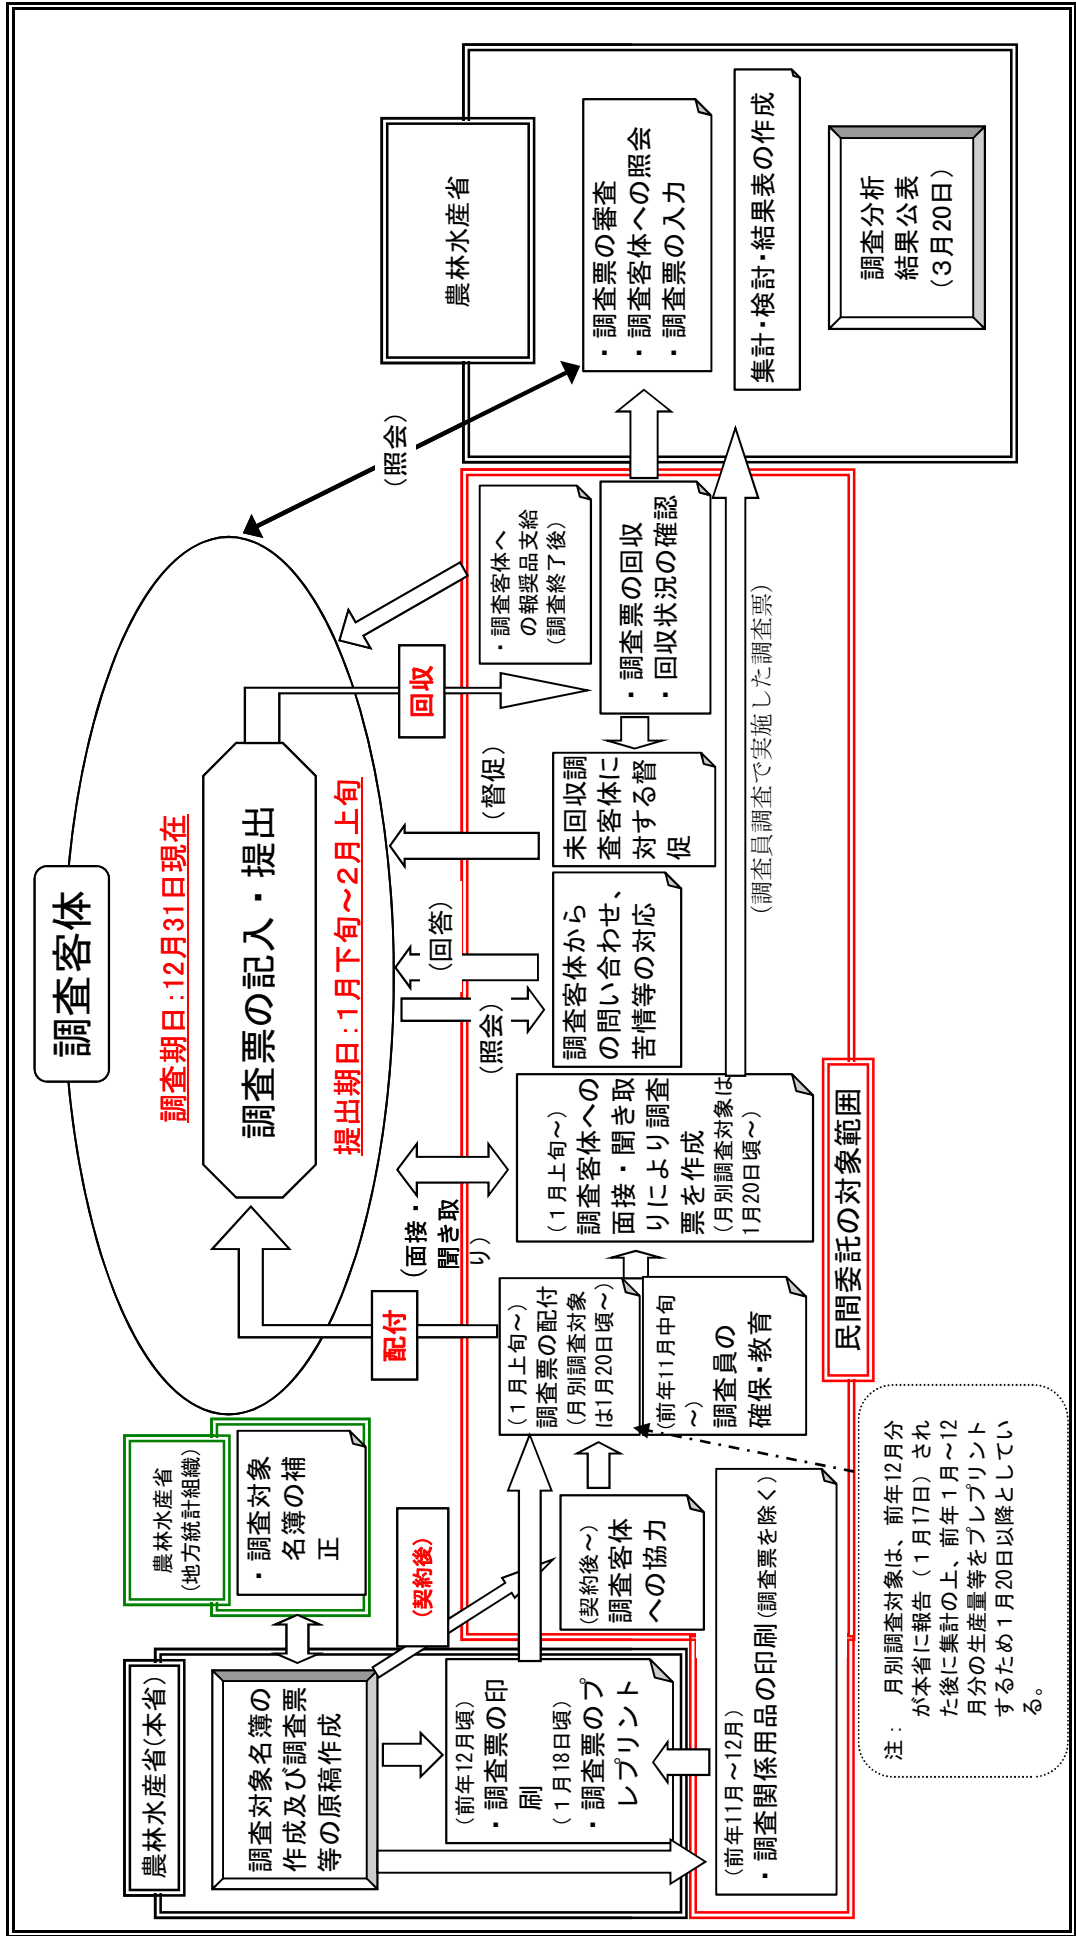 農林水産省(本省)
調査対象名簿の
作成及び調査票
等の原稿作成
農林水産省
(地方統計組織)
・調査対象
名簿の補
正
(前年12月頃)
・調査票の印
刷
(1月18日頃)
・調査票のプ
レプリント
(契約後)
(契約後～)
調査客体
への協力
(前年11月～12月)
・調査関係用品の印刷(調査票を除く)
(1月上旬～)
調査票の配付
(月別調査対象
は1月20日頃～)
(前年11月中旬
～)
調査員の
確保・教育
配付
調査客体
調査期日:12月31日現在
調査票の記入・提出
提出期日:1月下旬～2月上旬
(面接・
聞き取
り)
(1月上旬～)
調査客体への
面接・聞き取
りにより調査
票を作成
(月別調査対象は
1月20日頃～)
(照会)
(回答)
調査客体から
の問い合わせ、
苦情等の対応
(督促)
未回収調
査客体に
対する督
促
回収
・調査客体へ
の報奨品支給
(調査終了後)
・調査票の回収
・回収状況の確認
(調査員調査で実施した調査票)
民間委託の対象範囲
(照会)
農林水産省
・調査票の審査
・調査客体への照会
・調査票の入力
集計・検討・結果表の作成
調査分析
結果公表
(3月20日)
注： 月別調査対象は、前年12月分
が本省に報告（1月17日）され
た後に集計の上、前年1月～12
月分の生産量等をプレプリント
するため1月20日以降としてい
る。